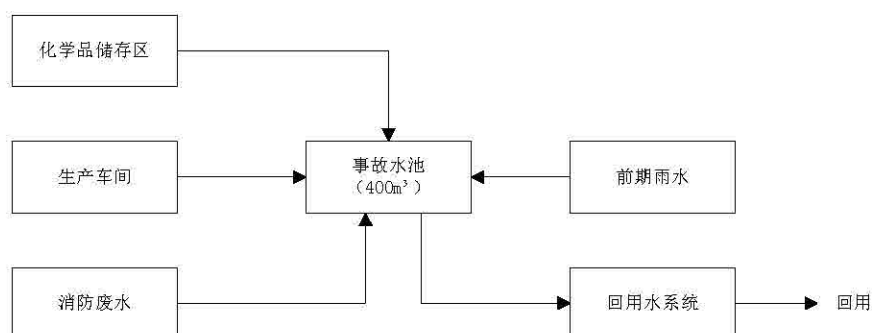 化学品储存区
生产车间
事故水池
（400m³）
前期雨水
消防废水
回用水系统
回用